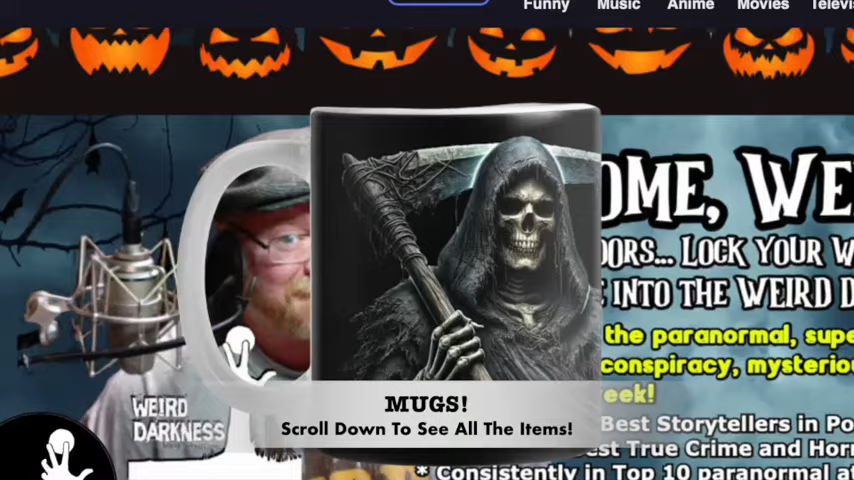 Funny Music Anime Movies
OME, WE
OORS... LOCK YOUR W
INTO THE WEIRD D
the paranormal, supe
conspiracy, mysteriou
eek!
MUGS!
Scroll Down To See All The Items!
WEIRD
DARKNESS
Best Storytellers in Po
st True Crime and Horr
* Consistently in Top 10 paranormal